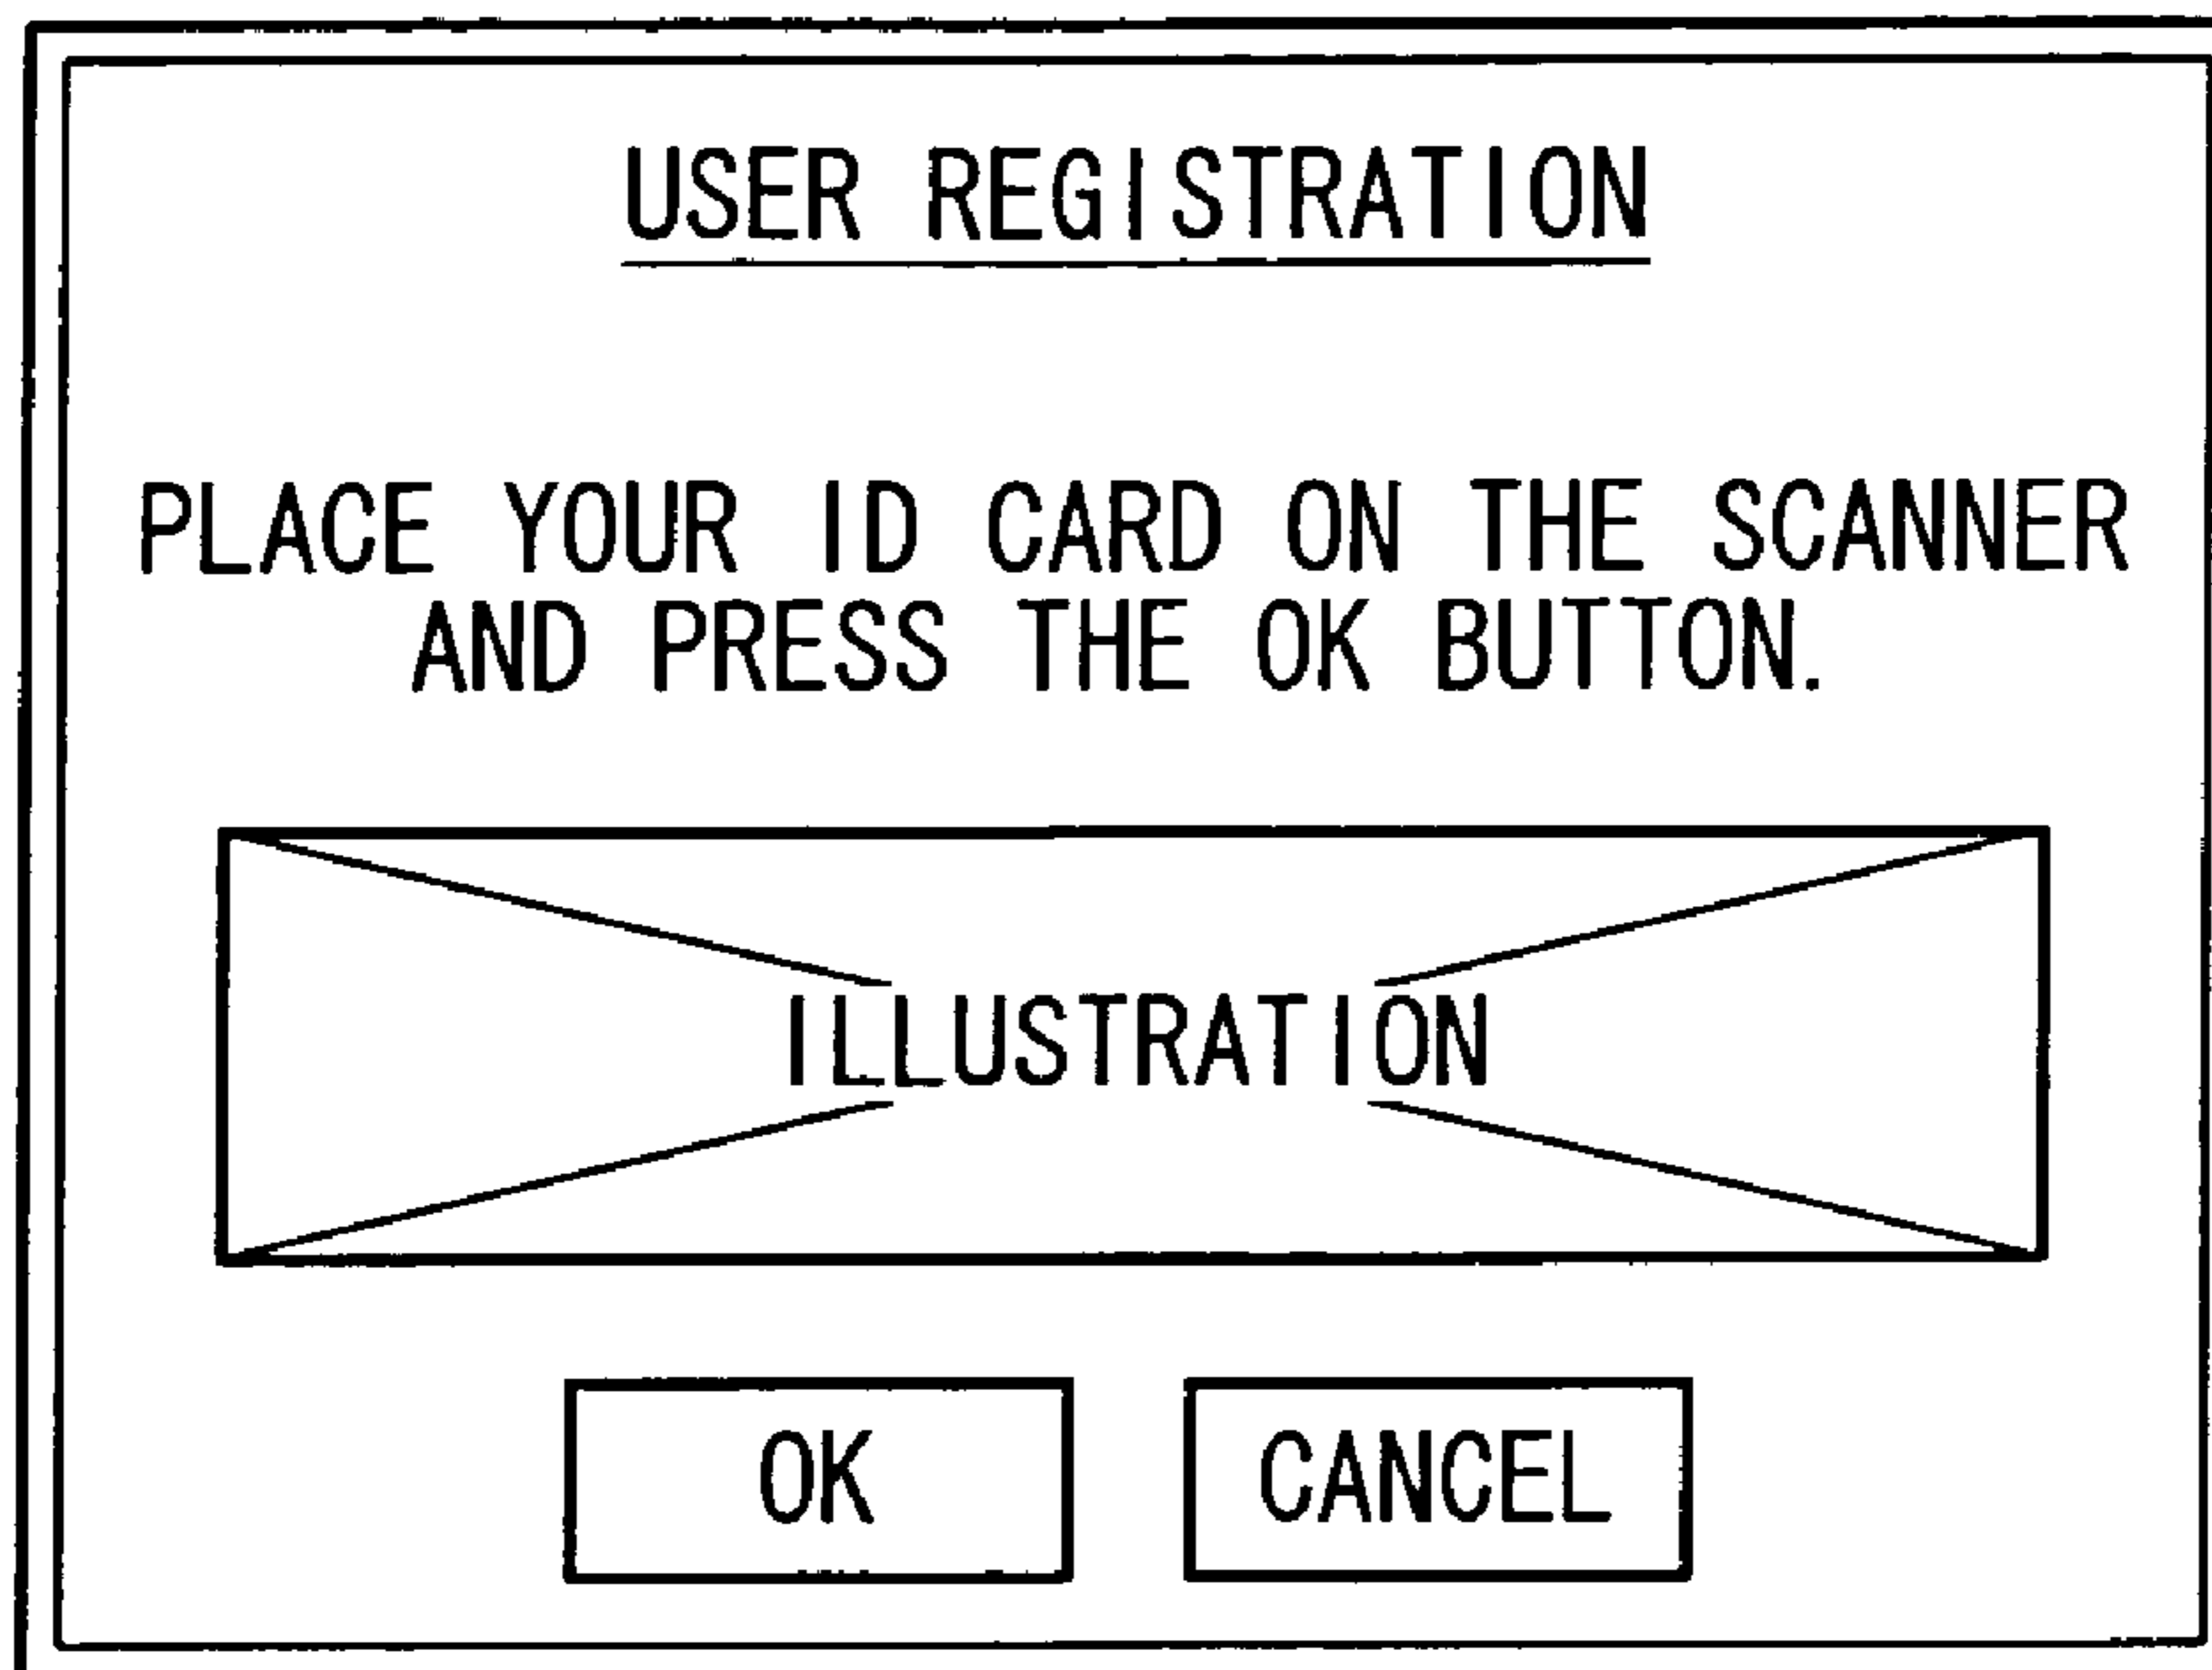 USER REGISTRATION
PLACE YOUR ID CARD ON THE SCANNER
AND PRESS THE OK BUTTON.
ILLUSTRATION
OK
CANCEL